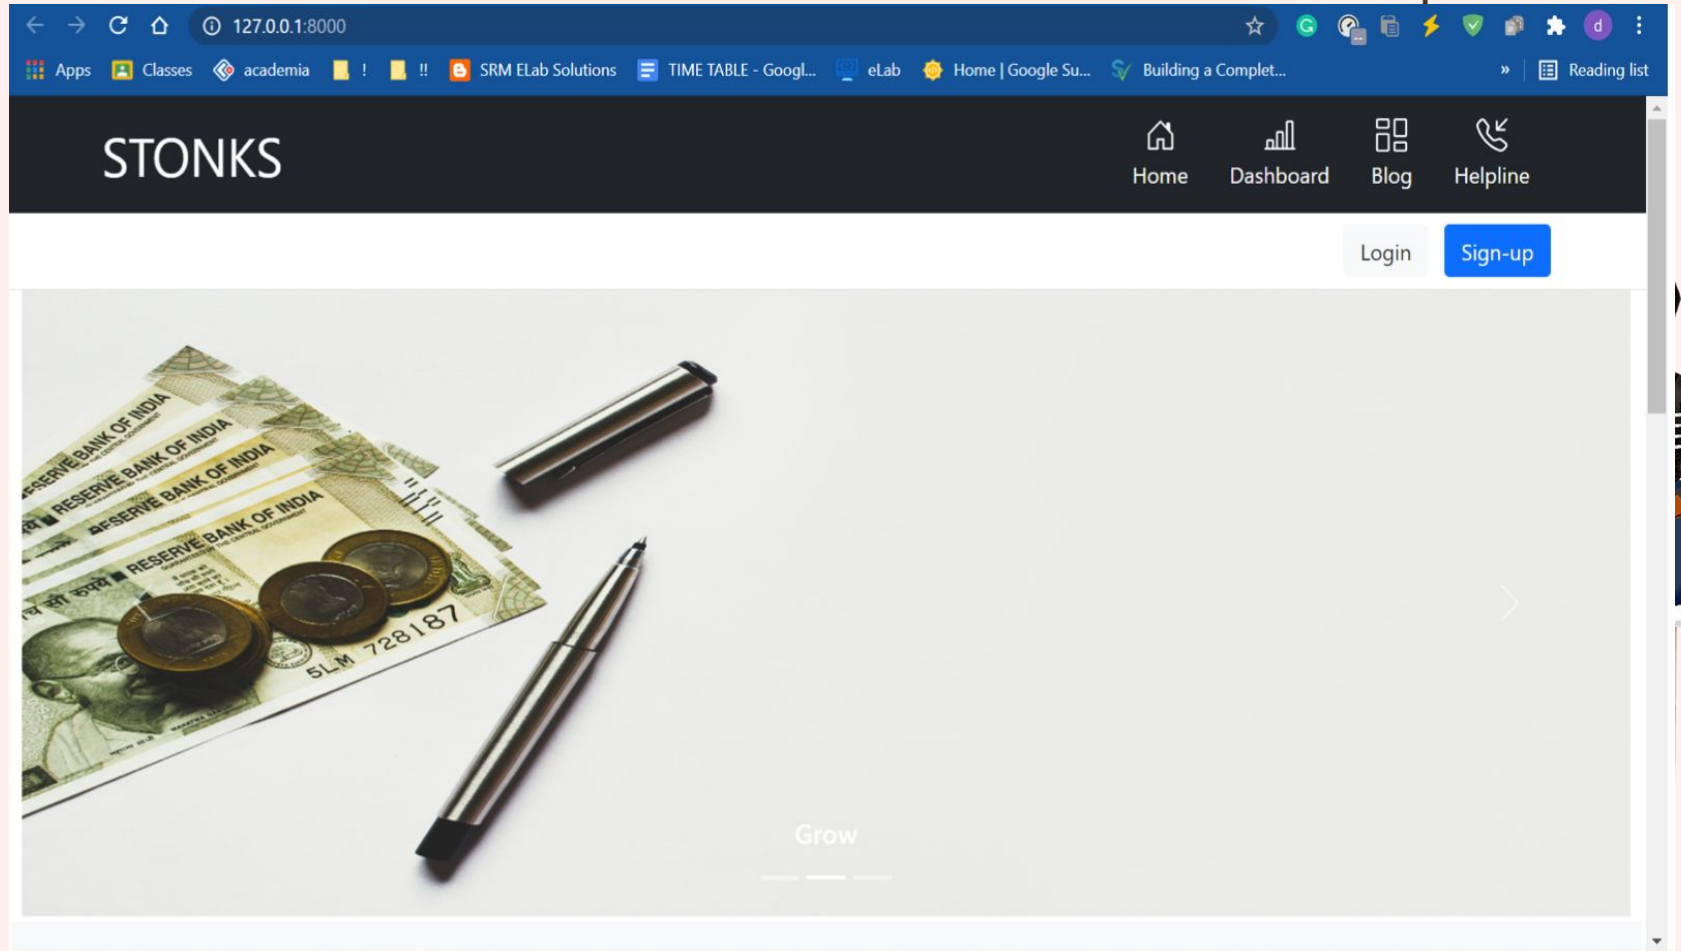 127.0.0.1:8000
Apps Classes academia ! !! SRM ELab Solutions TIME TABLE - Googl... eLab Home | Google Su... Building a Complet... » Reading list
STONKS
Home Dashboard Blog Helpline
Login Sign-up
RESERVE BANK OF INDIA
RESERVE BANK OF INDIA
RESERVE BANK OF INDIA
RESERVE BANK OF INDIA
सौ रुपये
5LM 728187
Grow